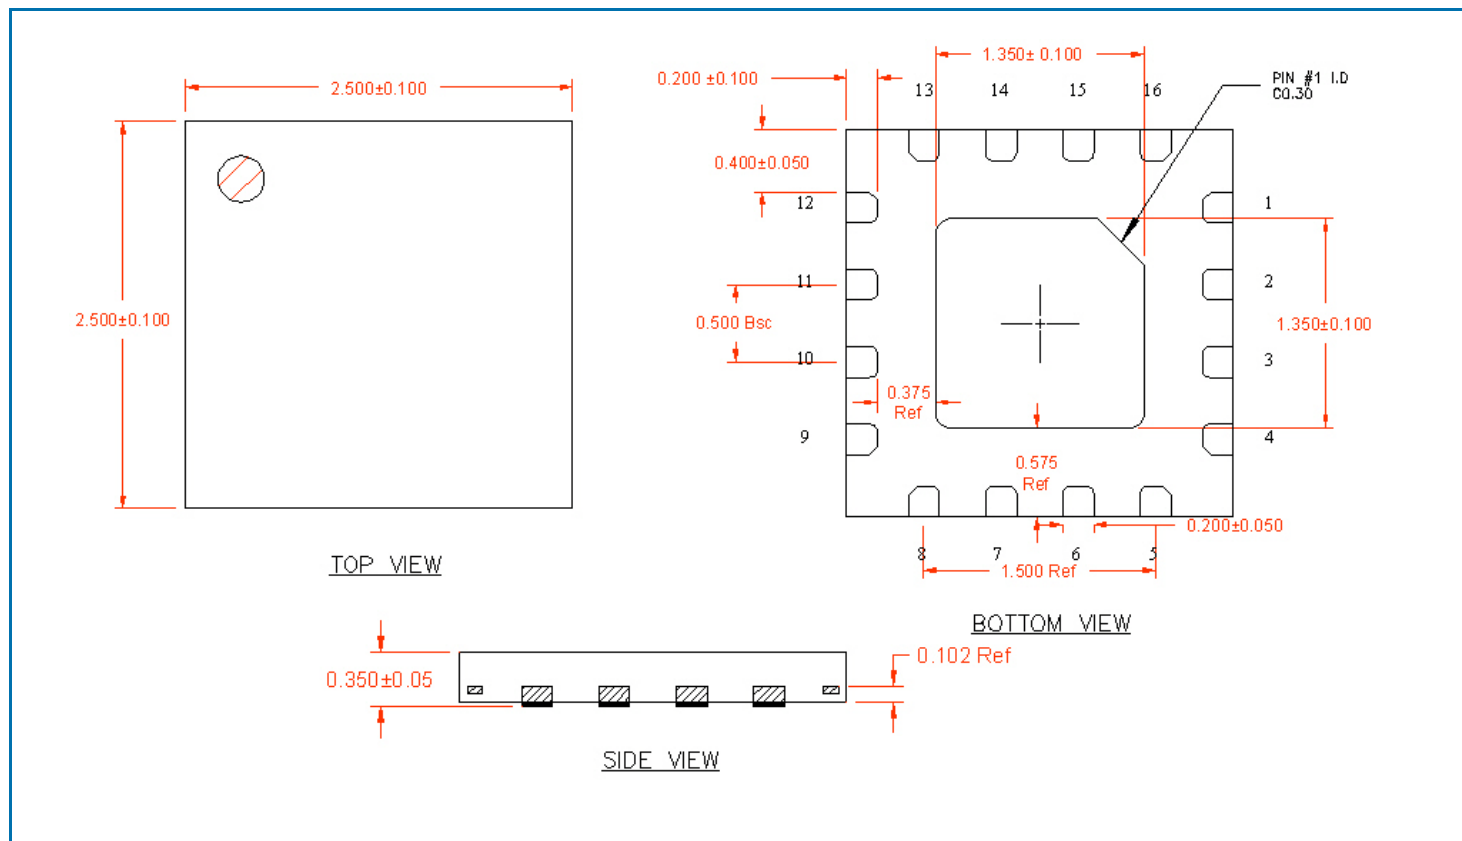 1.350± 0.100
0.200 ±0.100
13
14
15
16
PIN #1 I.D
C0.30
2.500±0.100
0.400±0.050
12
1
11
2
2.500±0.100
0.500 Bsc
1.350±0.100
10
3
0.375
Ref
9
4
0.575
Ref
0.200±0.050
8
7
6
5
1.500 Ref
TOP VIEW
BOTTOM VIEW
0.350±0.05
0.102 Ref
SIDE VIEW